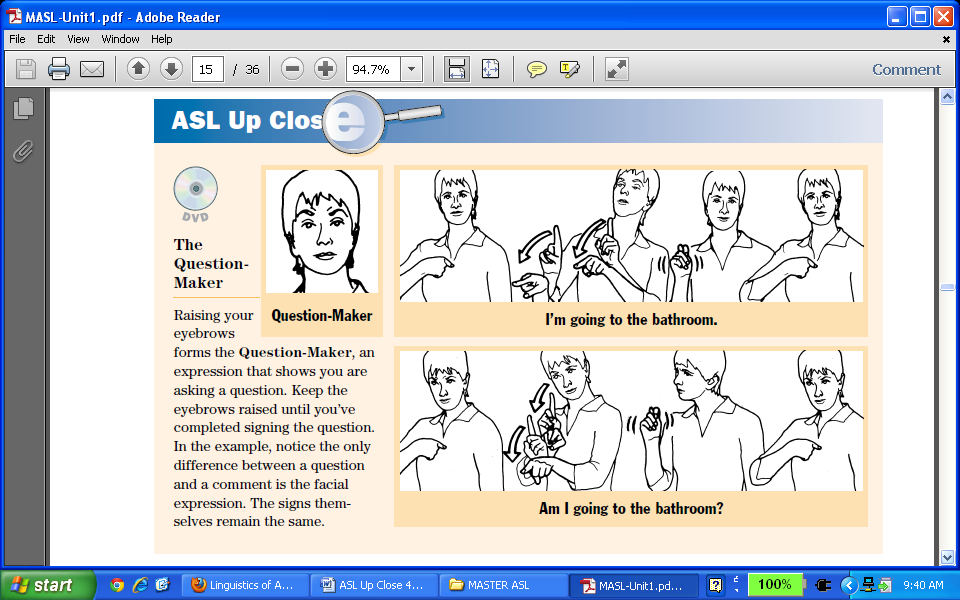 MASL-Unit1.pdf - Adobe Reader
File Edit View Window Help
15 / 36 94.7% Comment
ASL Up Close
DVD
The
Question-
Maker
Raising your
eyebrows
forms the Question-Maker, an
expression that shows you are
asking a question. Keep the
eyebrows raised until you've
completed signing the question.
In the example, notice the only
difference between a question
and a comment is the facial
expression. The signs them-
selves remain the same.
Question-Maker
I'm going to the bathroom.
Am I going to the bathroom?
start Linguistics of A... ASL Up Close 4... MASTER ASL MASL-Unit1.pd... 100% 9:40 AM